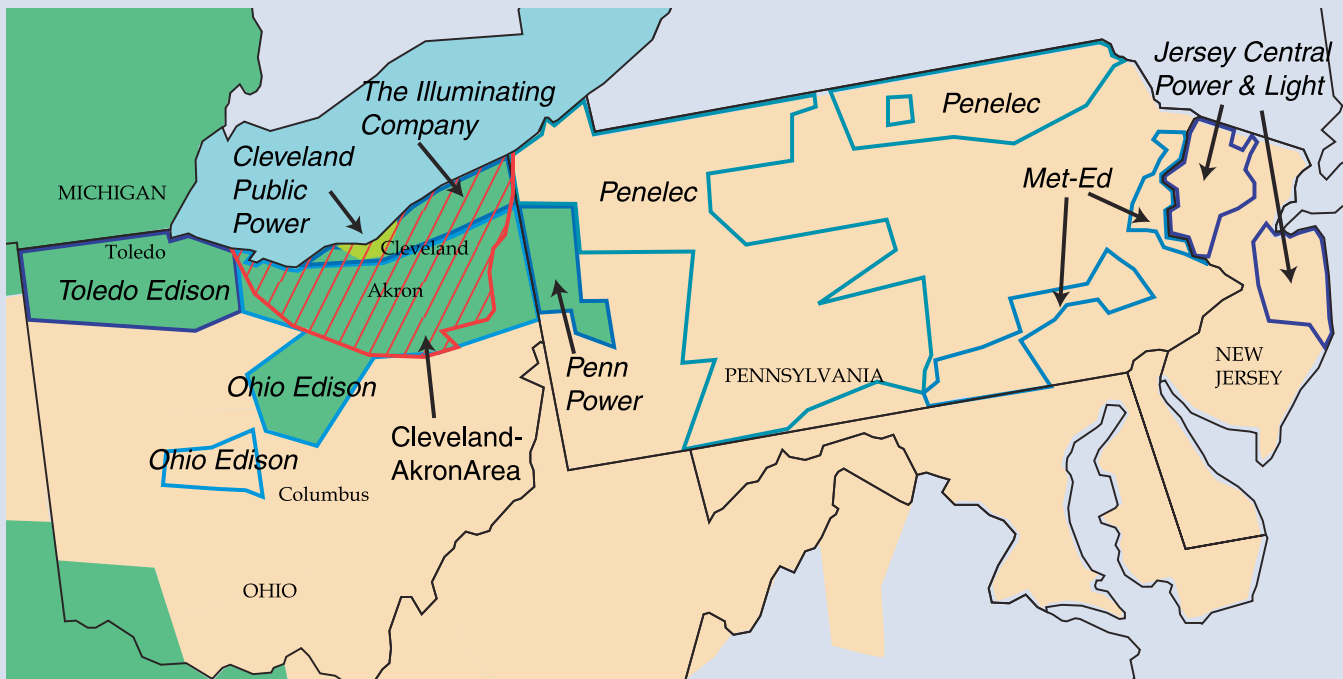 Jersey Central
Power & Light
The Illuminating
Company
Penelec
Cleveland
Public
Power
MICHIGAN
Penelec
Met-Ed
Toledo
Cleveland
Toledo Edison
Akron
Ohio Edison
Penn
Power
PENNSYLVANIA
NEW
JERSEY
Cleveland-
AkronArea
Ohio Edison
Columbus
OHIO